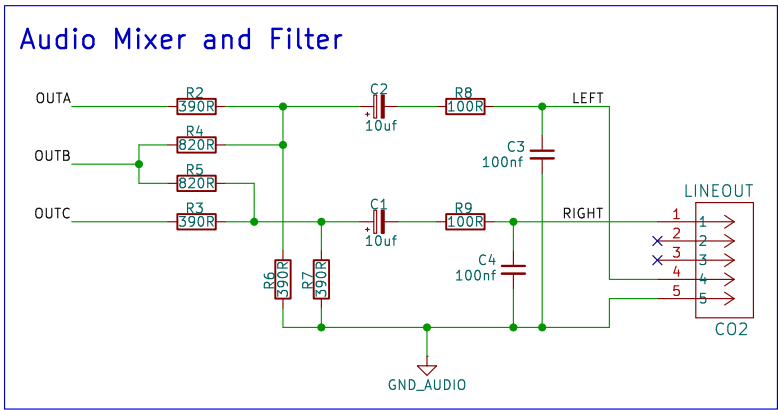 Audio Mixer and Filter
OUTA
R2
390R
C2
+
10uf
R8
100R
LEFT
R4
820R
OUTB
C3
100nf
R5
820R
LINEOUT
OUTC
R3
390R
C1
+
10uf
R9
100R
RIGHT
1 1
2 2
3 3
4 4
5 5
R6
390R
R7
390R
C4
100nf
CO2
GND_AUDIO